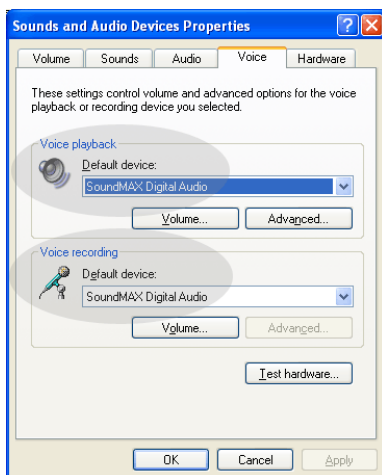 Sounds and Audio Devices Properties
Volume Sounds Audio Voice Hardware
These settings control volume and advanced options for the voice
playback or recording device you selected.
Voice playback
Default device:
SoundMAX Digital Audio
Volume... Advanced...
Voice recording
Default device:
SoundMAX Digital Audio
Volume... Advanced...
Test hardware...
OK Cancel Apply